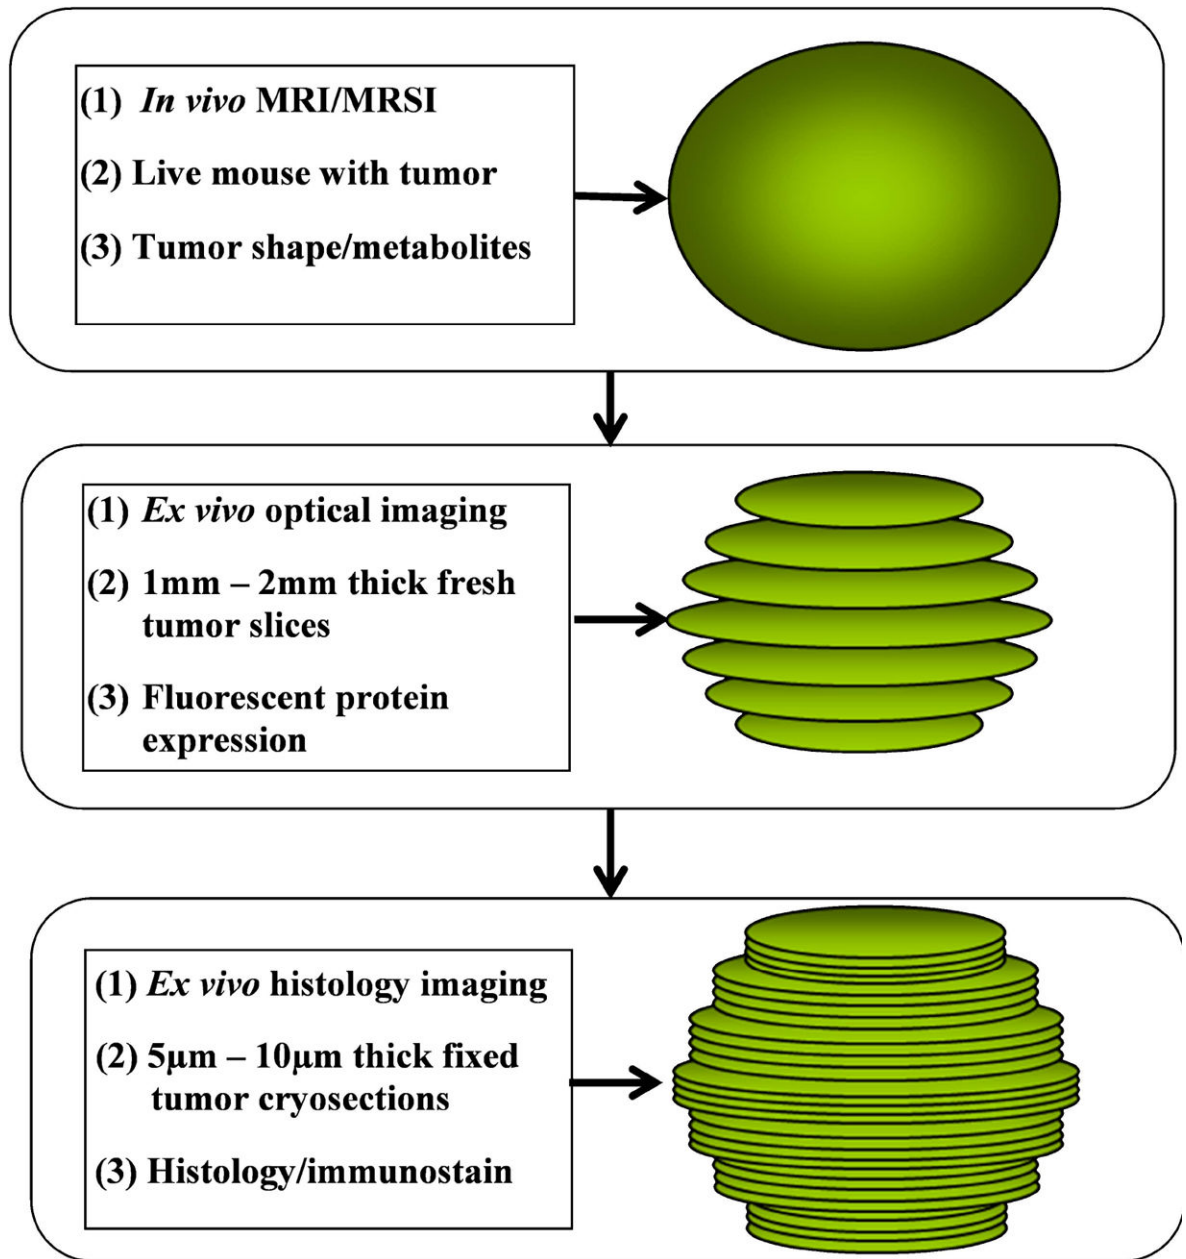 (1) In vivo MRI/MRSI
(2) Live mouse with tumor
(3) Tumor shape/metabolites
(1) Ex vivo optical imaging
(2) 1mm – 2mm thick fresh
tumor slices
(3) Fluorescent protein
expression
(1) Ex vivo histology imaging
(2) 5µm – 10µm thick fixed
tumor cryosections
(3) Histology/immunostain